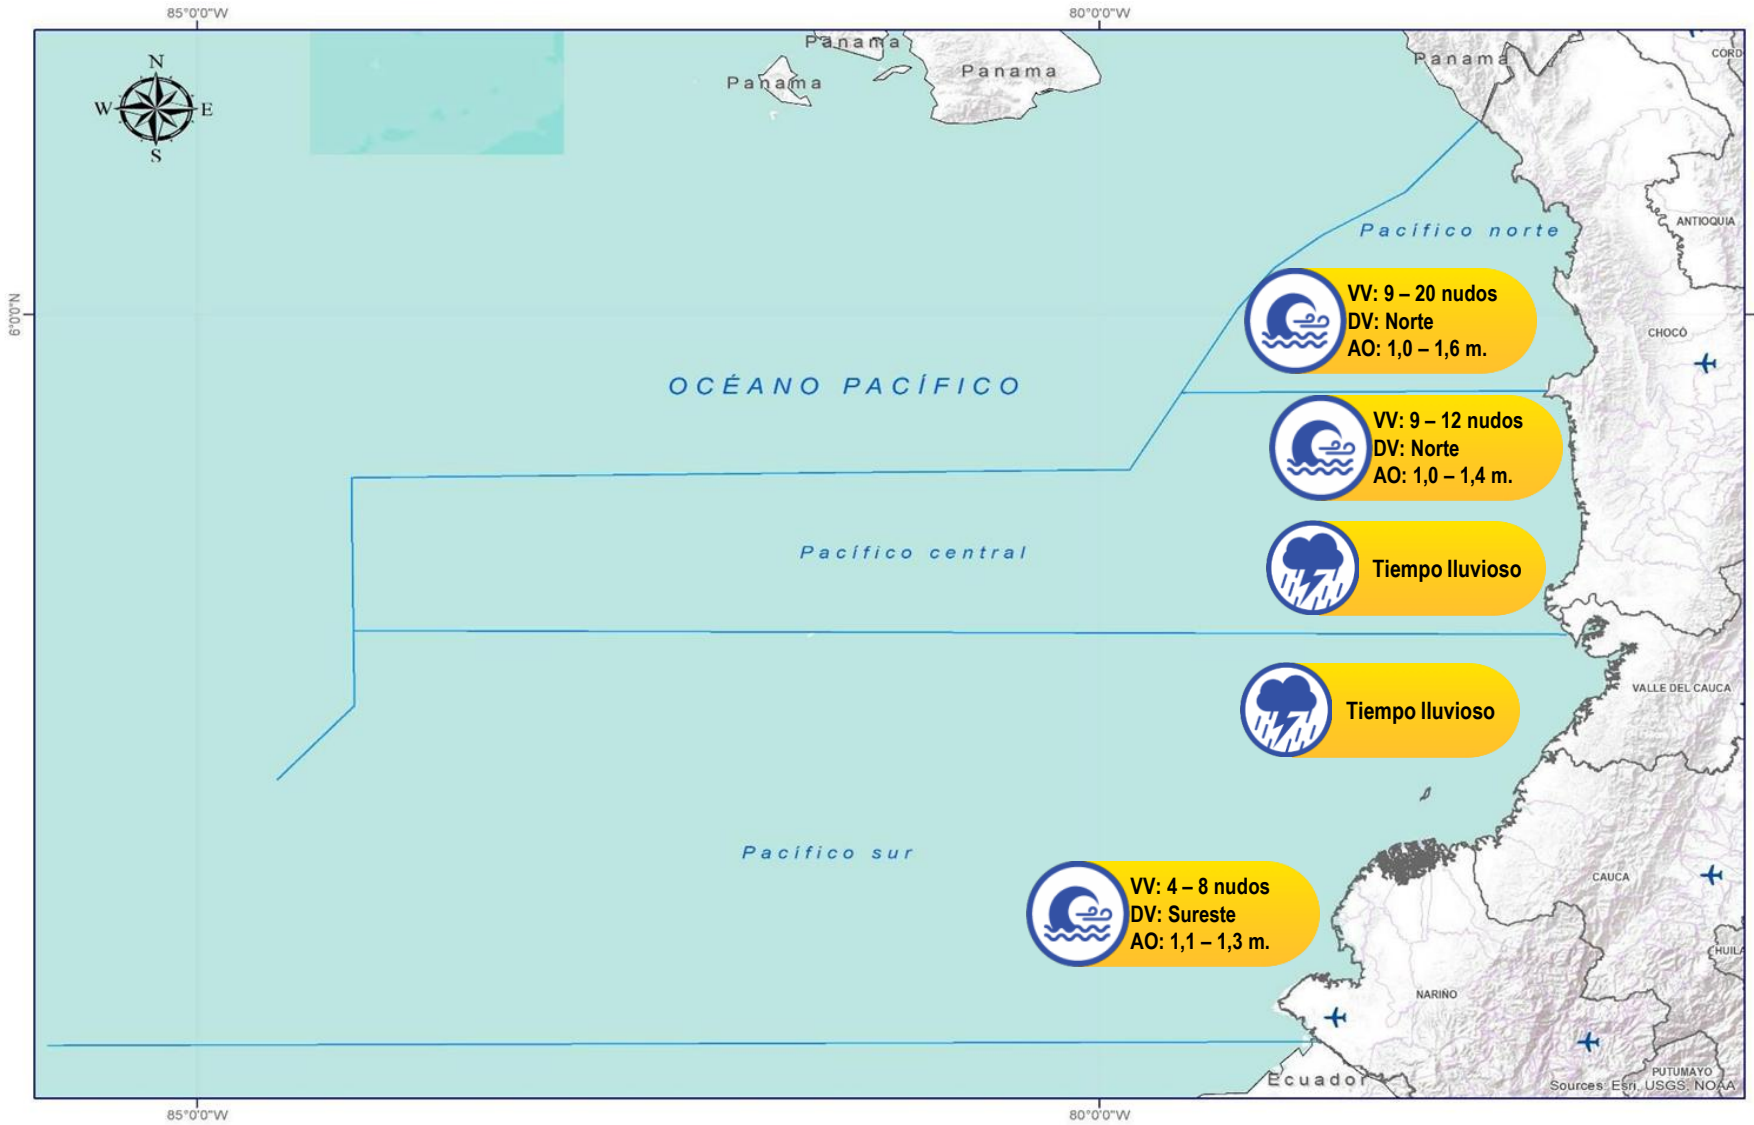 85°0'0"W
80°0'0"W
N
W
E
S
Panama
Panama
Panama
Panama
CÓRD
ANTIOQUIA
Pacífico norte
6°0'0"N
VV: 9 – 20 nudos
DV: Norte
AO: 1,0 – 1,6 m.
CHOCÓ
OCÉANO PACÍFICO
VV: 9 – 12 nudos
DV: Norte
AO: 1,0 – 1,4 m.
Pacífico central
Tiempo lluvioso
VALLE DEL CAUCA
Tiempo lluvioso
Pacífico sur
CAUCA
VV: 4 – 8 nudos
DV: Sureste
AO: 1,1 – 1,3 m.
HUILA
NARIÑO
PUTUMAYO
Ecuador
Sources: Esri, USGS, NOAA
85°0'0"W
80°0'0"W